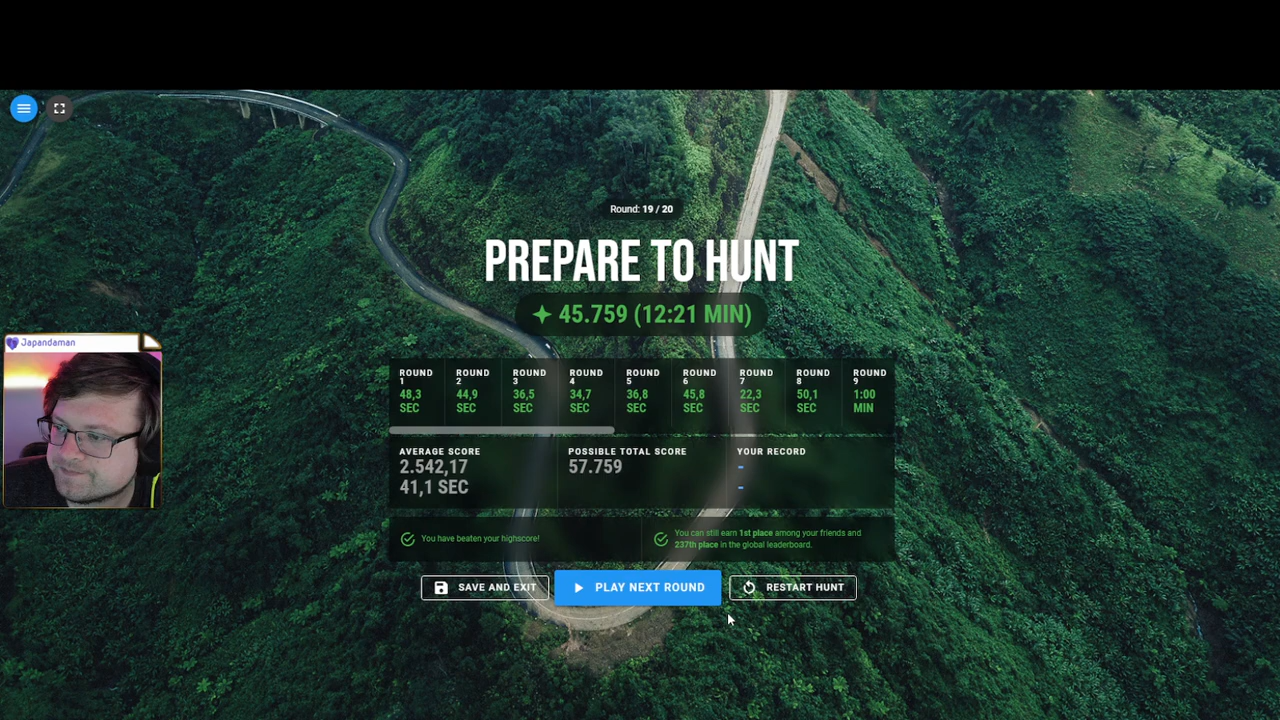 Round: 19 / 20
PREPARE TO HUNT
45.759 (12:21 MIN)
Japandaman
ROUND 1
48,3 SEC
ROUND 2
44,9 SEC
ROUND 3
36,5 SEC
ROUND 4
34,7 SEC
ROUND 5
36,8 SEC
ROUND 6
45,8 SEC
ROUND 7
22,3 SEC
ROUND 8
50,1 SEC
ROUND 9
1:00 MIN
AVERAGE SCORE
2.542,17
41,1 SEC
POSSIBLE TOTAL SCORE
57.759
YOUR RECORD
-
-
You have beaten your highscore!
You can still earn 1st place among your friends and
237th place in the global leaderboard.
SAVE AND EXIT
PLAY NEXT ROUND
RESTART HUNT